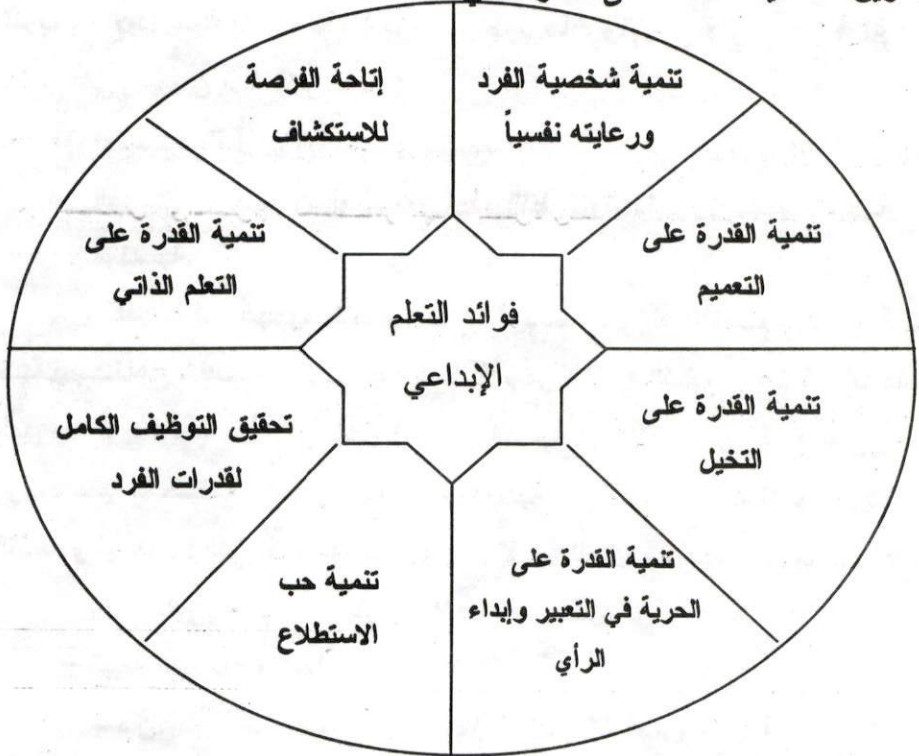 تنمية شخصية الفرد
ورعايته نفسياً
تنمية القدرة على
التعميم
تنمية القدرة على
التخيل
تنمية القدرة على
الحرية في التعبير وإبداء
الرأي
تنمية حب
الاستطلاع
تحقيق التوظيف الكامل
لقدرات الفرد
تنمية القدرة على
التعلم الذاتي
إتاحة الفرصة
للاستكشاف
فوائد التعلم
الإبداعي